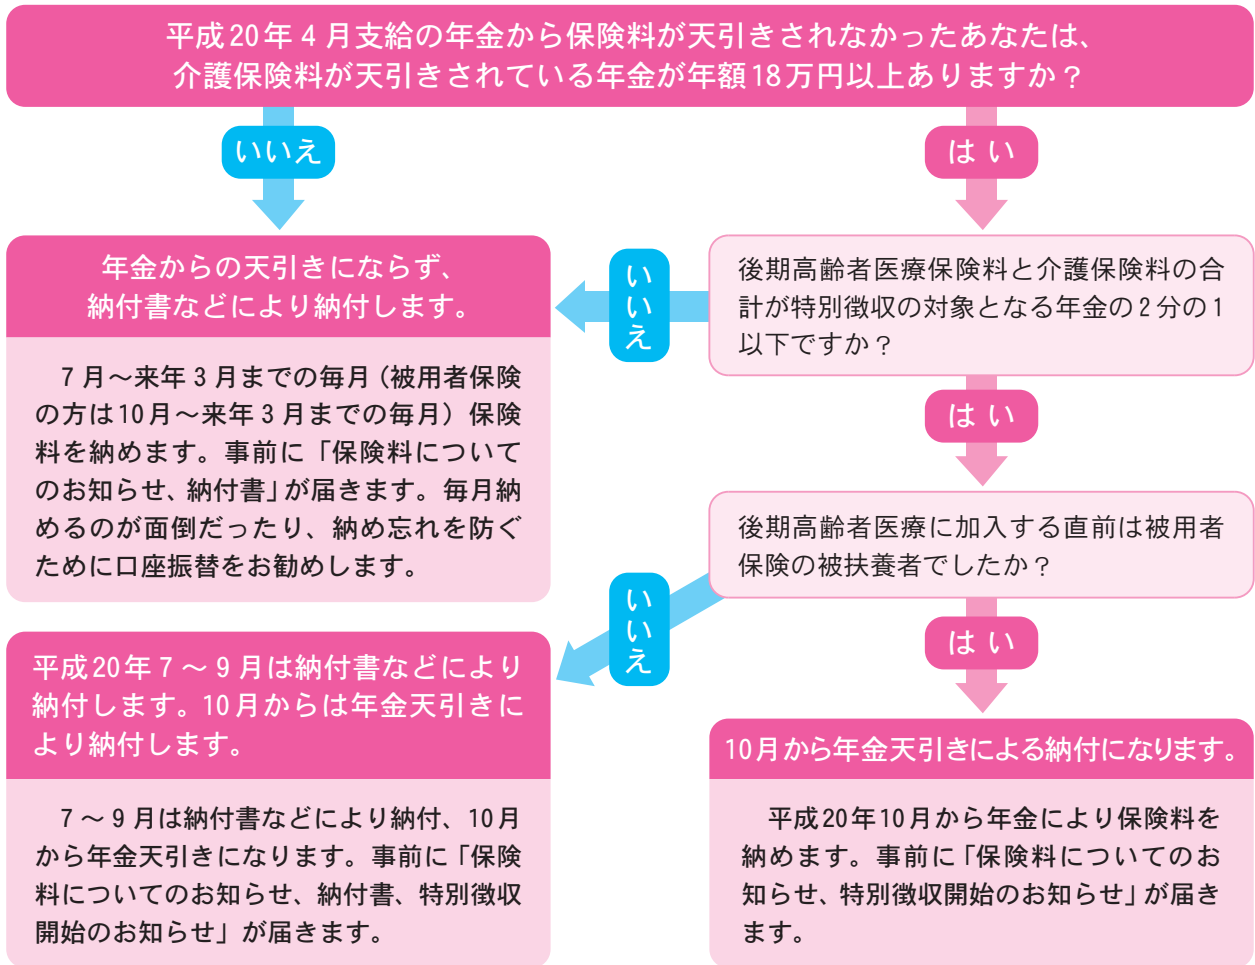 平成20年4月支給の年金から保険料が天引きされなかったあなたは、
介護保険料が天引きされている年金が年額18万円以上ありますか?
いいえ
はい
年金からの天引きにならず、
納付書などにより納付します。
7月~来年3月までの毎月(被用者保険
の方は10月~来年3月までの毎月)保険
料を納めます。事前に「保険料について
のお知らせ、納付書」が届きます。毎月納
めるのが面倒だったり、納め忘れを防ぐ
ために口座振替をお勧めします。
いいえ
後期高齢者医療保険料と介護保険料の合
計が特別徴収の対象となる年金の2分の1
以下ですか?
はい
後期高齢者医療に加入する直前は被用者
保険の被扶養者でしたか?
いいえ
はい
平成20年7~9月は納付書などにより
納付します。10月からは年金天引きに
より納付します。
7~9月は納付書などにより納付、10月
から年金天引きになります。事前に「保険
料についてのお知らせ、納付書、特別徴収
開始のお知らせ」が届きます。
10月から年金天引きによる納付になります。
平成20年10月から年金により保険料を
納めます。事前に「保険料についてのお
知らせ、特別徴収開始のお知らせ」が届き
ます。